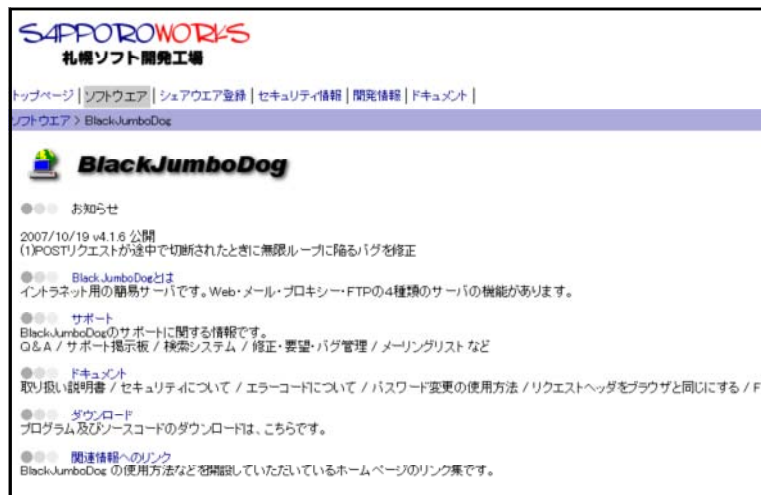 SAPPOROWORKS
札幌ソフト開発工場
トップページ | ソフトウエア | シェアウエア登録 | セキュリティ情報 | 開発情報 | ドキュメント |
ソフトウエア > BlackJumboDog
BlackJumboDog
お知らせ
2007/10/19 v4.1.6 公開
(1)POSTリクエストが途中で切断されたときに無限ループに陥るバグを修正
BlackJumboDogとは
イントラネット用の簡易サーバです。Web・メール・プロキシー・FTPの4種類のサーバの機能があります。
サポート
BlackJumboDogのサポートに関する情報です。
Q&A / サポート掲示板 / 検索システム / 修正・要望・バグ管理 / メーリングリスト など
ドキュメント
取り扱い説明書 / セキュリティについて / エラーコードについて / パスワード変更の使用方法 / リクエストヘッダをブラウザと同じにする / F
ダウンロード
プログラム及びソースコードのダウンロードは、こちらです。
関連情報へのリンク
BlackJumboDog の使用方法などを開設していただいているホームページのリンク集です。